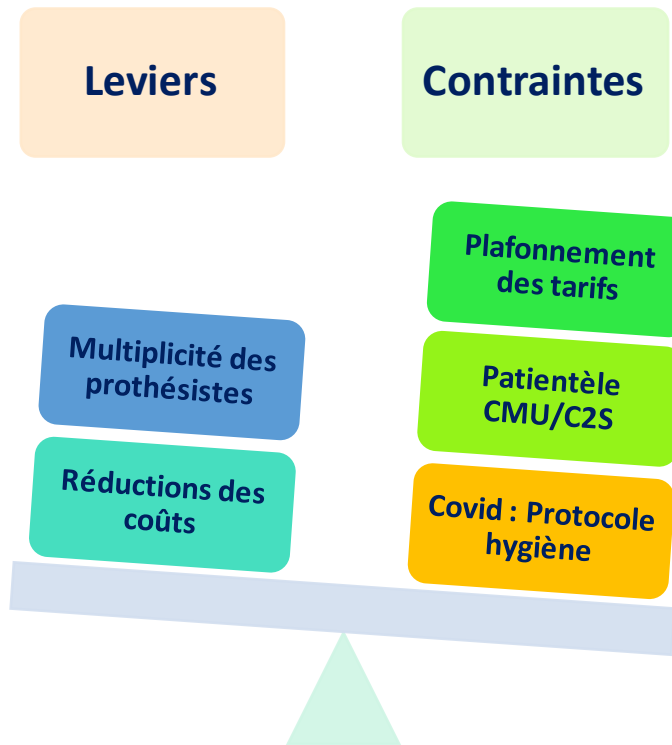 Leviers
Contraintes
Multiplicité des
prothésistes
Réductions des
coûts
Plafonnement
des tarifs
Patientèle
CMU/C2S
Covid : Protocole
hygiène